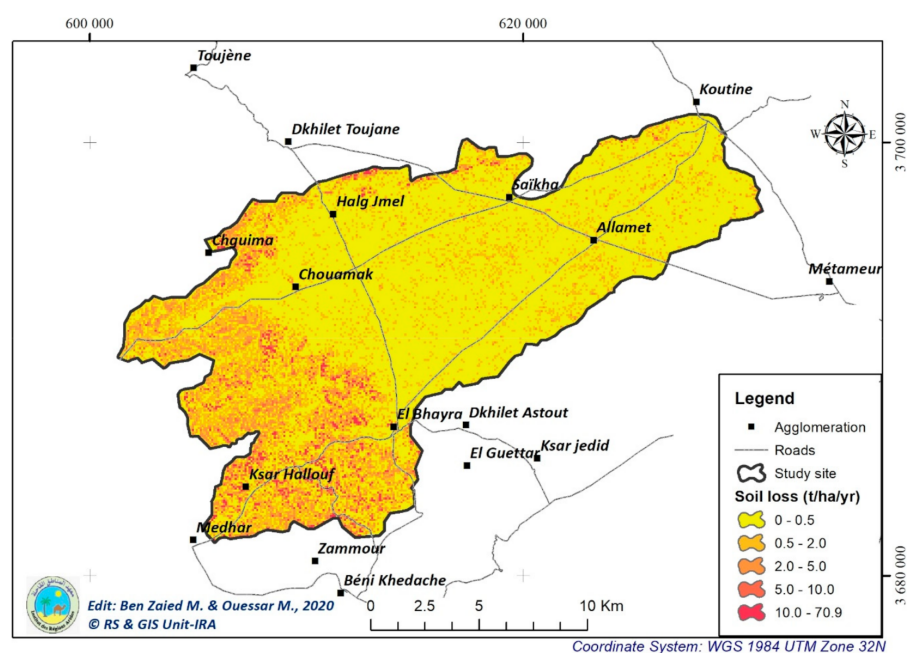 600 000
620 000
Toujène
Koutine
N
W
E
S
3 700 000
Dkhilet Toujane
Saïkha
Halg Jmel
Allamet
Chquima
Chouamak
Métameur
El Bhayra
Dkhilet Astout
El Guettar
Ksar jedid
Ksar Hallouf
Medhar
Zammour
Béni Khedache
3 680 000
Legend
Agglomeration
Roads
Study site
Soil loss (t/ha/yr)
0 - 0.5
0.5 - 2.0
2.0 - 5.0
5.0 - 10.0
10.0 - 70.9
Edit: Ben Zaied M. & Ouessar M., 2020
© RS & GIS Unit-IRA
0 2.5 5 10 Km
Coordinate System: WGS 1984 UTM Zone 32N